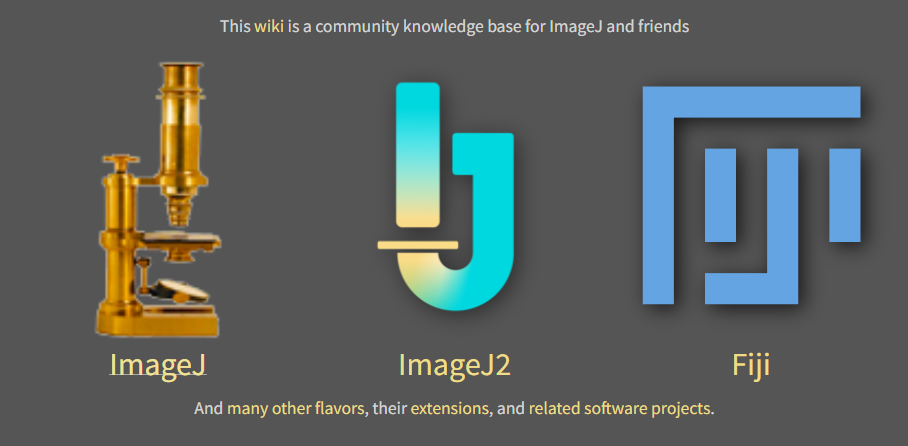 This wiki is a community knowledge base for ImageJ and friends
ImageJ
ImageJ2
Fiji
And many other flavors, their extensions, and related software projects.